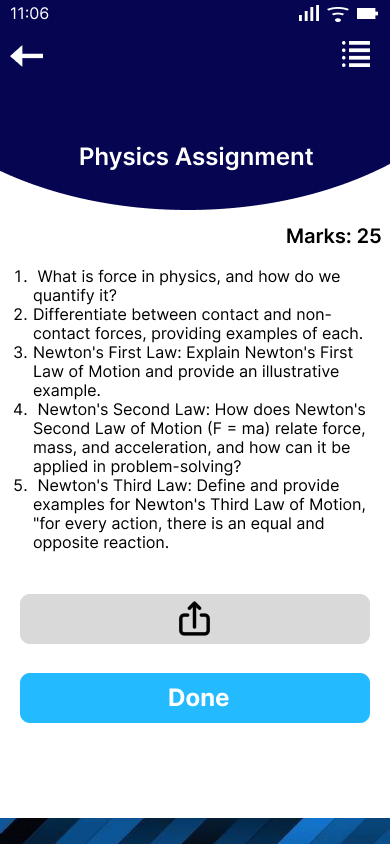 11:06
Physics Assignment
Marks: 25
1. What is force in physics, and how do we
quantify it?
2. Differentiate between contact and non-
contact forces, providing examples of each.
3. Newton's First Law: Explain Newton's First
Law of Motion and provide an illustrative
example.
4. Newton's Second Law: How does Newton's
Second Law of Motion (F = ma) relate force,
mass, and acceleration, and how can it be
applied in problem-solving?
5. Newton's Third Law: Define and provide
examples for Newton's Third Law of Motion,
"for every action, there is an equal and
opposite reaction.
Done